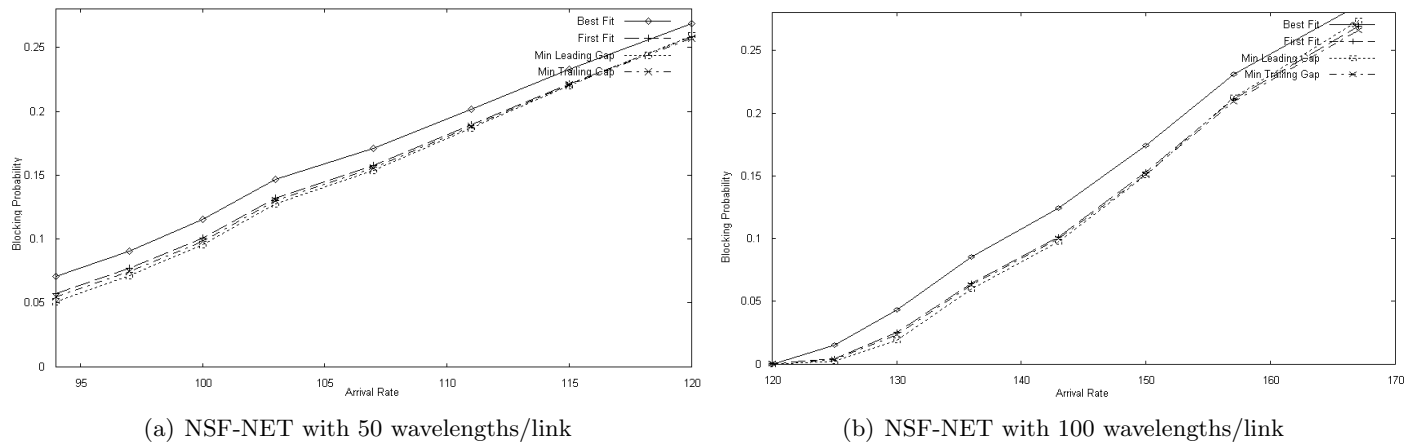 Best Fit
First Fit
Min Leading Gap
Min Trailing Gap
0.25
0.2
0.15
0.1
0.05
0
Blocking Probability
95
100
105
110
115
120
Arrival Rate
(a) NSF-NET with 50 wavelengths/link
Best Fit
First Fit
Min Leading Gap
Min Trailing Gap
0.25
0.2
0.15
0.1
0.05
0
Blocking Probability
120
130
140
150
160
170
Arrival Rate
(b) NSF-NET with 100 wavelengths/link